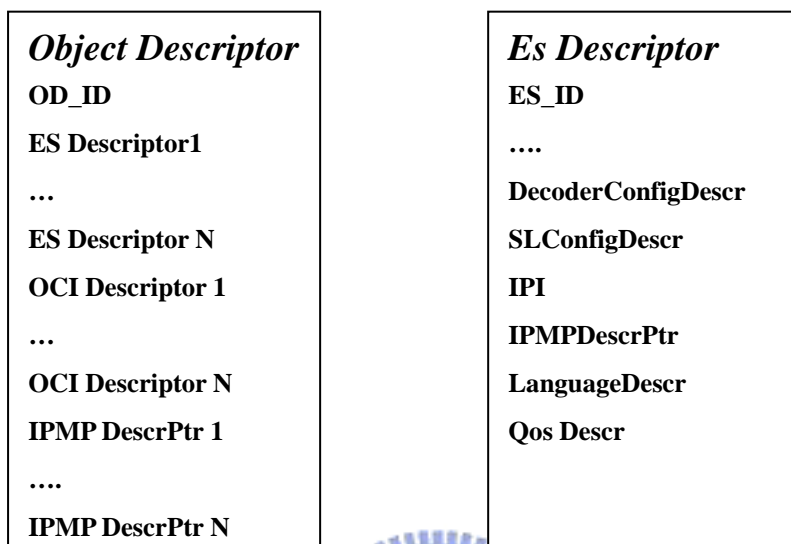 Object Descriptor
OD_ID
ES Descriptor1
…
ES Descriptor N
OCI Descriptor 1
…
OCI Descriptor N
IPMP DescrPtr 1
….
IPMP DescrPtr N
Es Descriptor
ES_ID
….
DecoderConfigDescr
SLConfigDescr
IPI
IPMPDescrPtr
LanguageDescr
Qos Descr